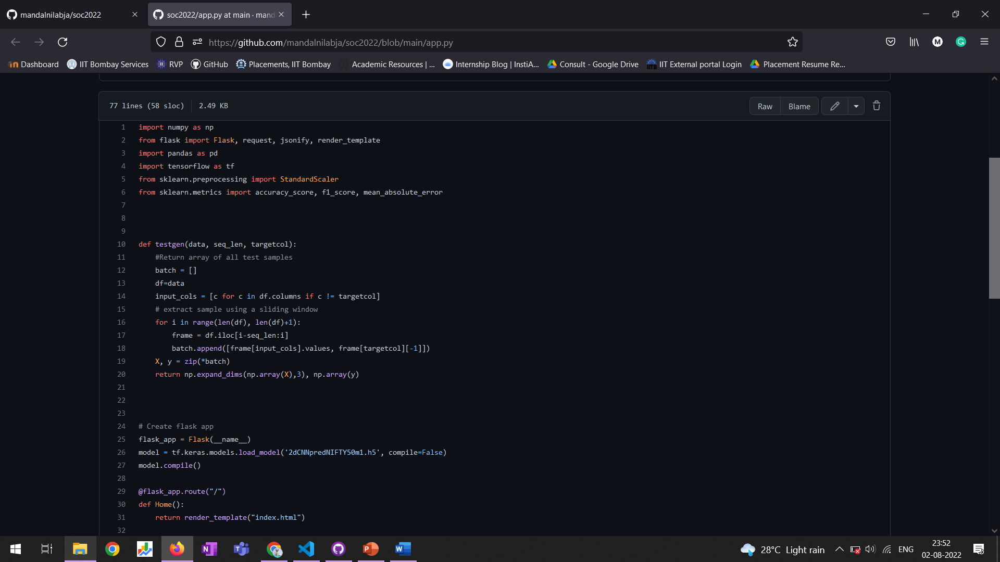 mandalnilabja/soc2022
soc2022/app.py at main · mand
https://github.com/mandalnilabja/soc2022/blob/main/app.py
M
G
Dashboard
IIT Bombay Services
RVP
GitHub
Placements, IIT Bombay
Academic Resources | ...
Internship Blog | InstiA...
Consult - Google Drive
IIT External portal Login
Placement Resume Re...
77 lines (58 sloc)
2.49 KB
Raw
Blame
1 import numpy as np
2 from flask import Flask, request, jsonify, render_template
3 import pandas as pd
4 import tensorflow as tf
5 from sklearn.preprocessing import StandardScaler
6 from sklearn.metrics import accuracy_score, f1_score, mean_absolute_error
7
8
9
10 def testgen(data, seq_len, targetcol):
11     #Return array of all test samples
12     batch = []
13     df=data
14     input_cols = [c for c in df.columns if c != targetcol]
15     # extract sample using a sliding window
16     for i in range(len(df), len(df)+1):
17         frame = df.iloc[i-seq_len:i]
18         batch.append([frame[input_cols].values, frame[targetcol][-1]])
19     X, y = zip(*batch)
20     return np.expand_dims(np.array(X),3), np.array(y)
21
22
23
24 # Create flask app
25 flask_app = Flask(__name__)
26 model = tf.keras.models.load_model('2dCNNpredNIFTY50m1.h5', compile=False)
27 model.compile()
28
29 @flask_app.route("/")
30 def Home():
31     return render_template("index.html")
32
28°C Light rain
ENG
23:52
02-08-2022